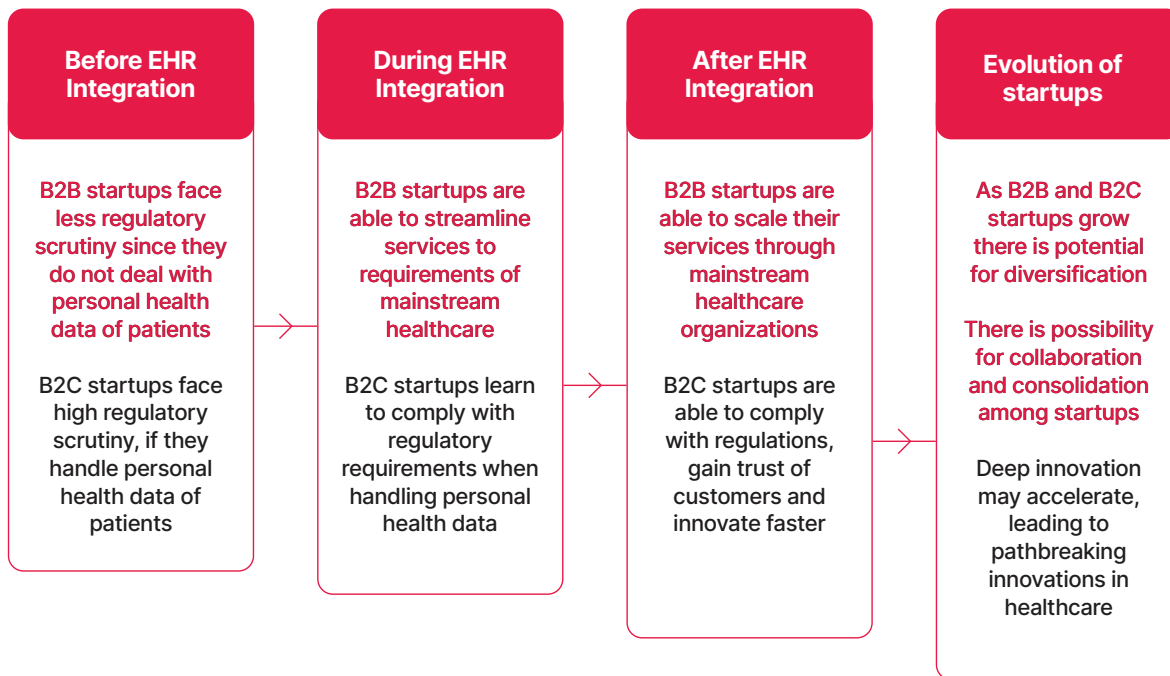 Before EHR
Integration
B2B startups face
less regulatory
scrutiny since they
do not deal with
personal health
data of patients
B2C startups face
high regulatory
scrutiny, if they
handle personal
health data of
patients
During EHR
Integration
B2B startups are
able to streamline
services to
requirements of
mainstream
healthcare
B2C startups learn
to comply with
regulatory
requirements when
handling personal
health data
After EHR
Integration
B2B startups are
able to scale their
services through
mainstream
healthcare
organizations
B2C startups are
able to comply
with regulations,
gain trust of
customers and
innovate faster
Evolution of
startups
As B2B and B2C
startups grow
there is potential
for diversification
There is possibility
for collaboration
and consolidation
among startups
Deep innovation
may accelerate,
leading to
pathbreaking
innovations in
healthcare